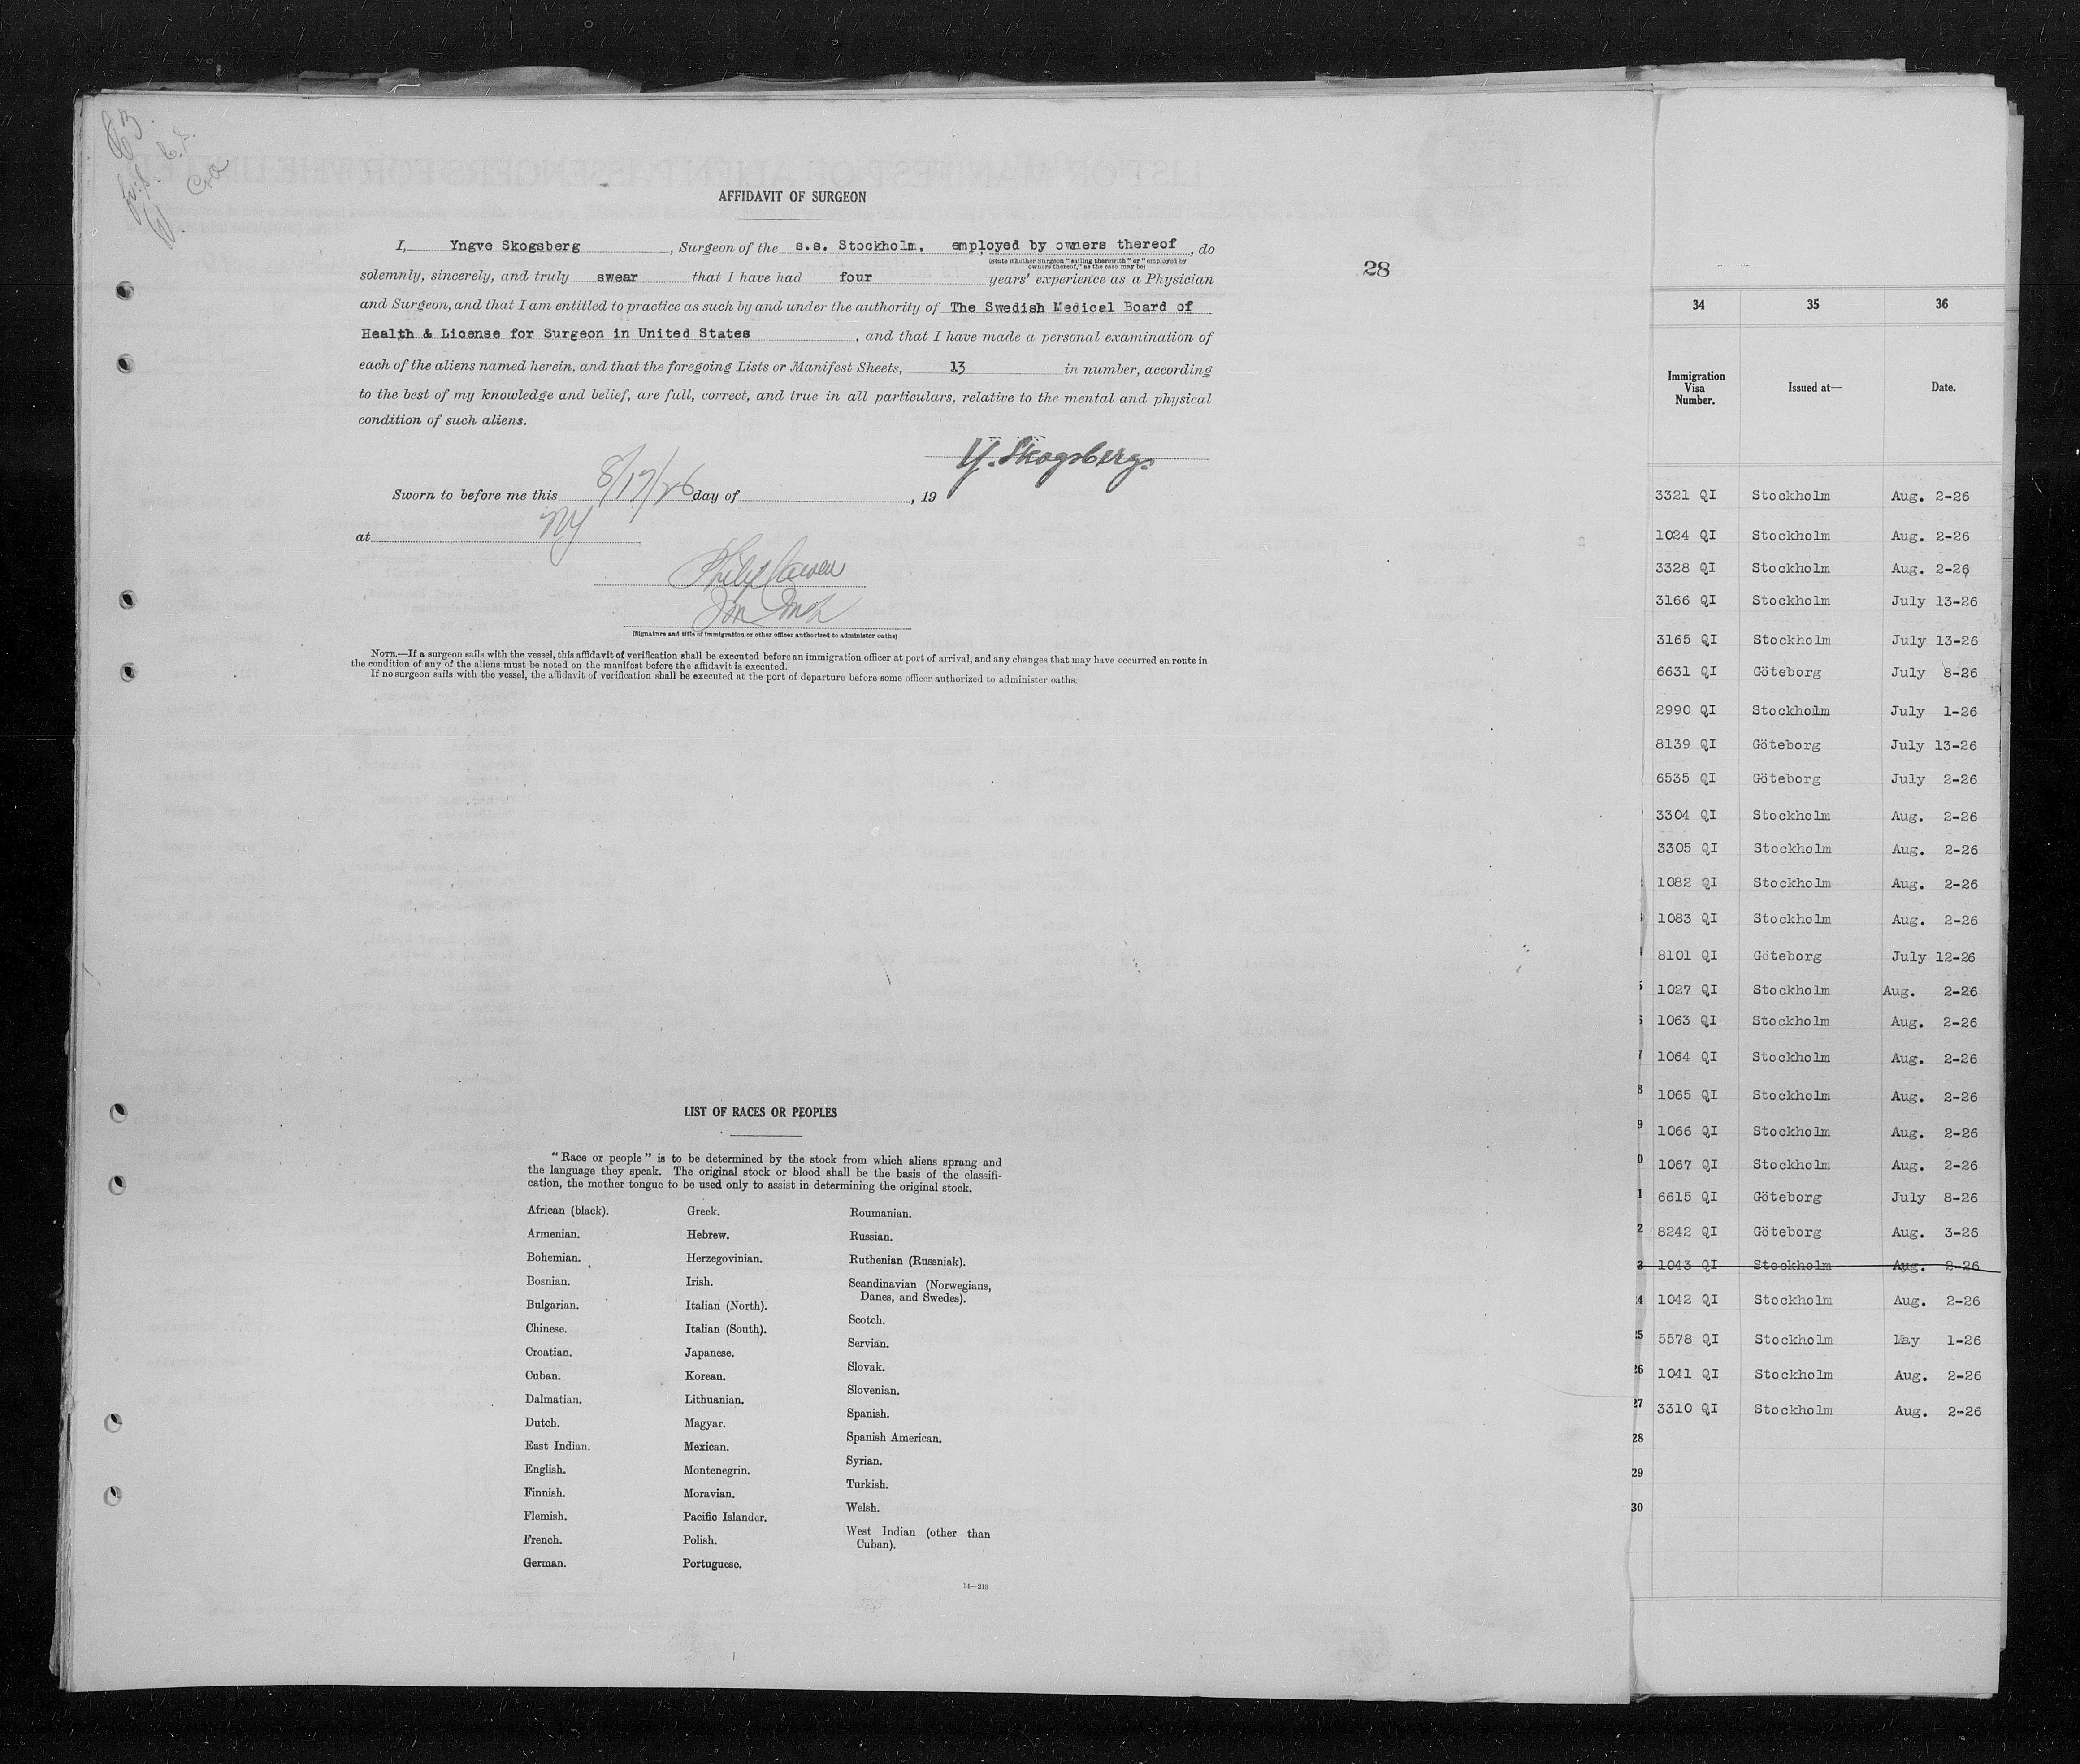 AFFIDAVIT OF SURGEON
I, Yngve Skogsberg, Surgeon of the s.s. Stockholm, employed by owners thereof, do
(State whether Surgeon "sailing therewith" or "employed by
owners thereof," as the case may be)
solemnly, sincerely, and truly swear that I have had four years' experience as a Physician
and Surgeon, and that I am entitled to practice as such by and under the authority of The Swedish Medical Board of
Health & License for Surgeon in United States, and that I have made a personal examination of
each of the aliens named herein, and that the foregoing Lists or Manifest Sheets, 13 in number, according
to the best of my knowledge and belief, are full, correct, and true in all particulars, relative to the mental and physical
condition of such aliens.
Y. Skogsberg.
Sworn to before me this 8/17/26 day of , 19
at NY
(Signature and title of immigration or other officer authorized to administer oaths)
NOTE.—If a surgeon sails with the vessel, this affidavit of verification shall be executed before an immigration officer at port of arrival, and any changes that may have occurred en route in
the condition of any of the aliens must be noted on the manifest before the affidavit is executed.
If no surgeon sails with the vessel, the affidavit of verification shall be executed at the port of departure before some officer authorized to administer oaths.
28
LIST OF RACES OR PEOPLES
"Race or people" is to be determined by the stock from which aliens sprang and
the language they speak. The original stock or blood shall be the basis of the classifi-
cation, the mother tongue to be used only to assist in determining the original stock.
African (black).
Armenian.
Bohemian.
Bosnian.
Bulgarian.
Chinese.
Croatian.
Cuban.
Dalmatian.
Dutch.
East Indian.
English.
Finnish.
Flemish.
French.
German.
Greek.
Hebrew.
Herzegovinian.
Irish.
Italian (North).
Italian (South).
Japanese.
Korean.
Lithuanian.
Magyar.
Mexican.
Montenegrin.
Moravian.
Pacific Islander.
Polish.
Portuguese.
Roumanian.
Russian.
Ruthenian (Russniak).
Scandinavian (Norwegians,
Danes, and Swedes).
Scotch.
Servian.
Slovak.
Slovenian.
Spanish.
Spanish American.
Syrian.
Turkish.
Welsh.
West Indian (other than
Cuban).
14—213
34 35 36
Immigration
Visa
Number.
Issued at—
Date.
3321 QI Stockholm Aug. 2-26
1024 QI Stockholm Aug. 2-26
3328 QI Stockholm Aug. 2-26
3166 QI Stockholm July 13-26
3165 QI Stockholm July 13-26
6631 QI Göteborg July 8-26
2990 QI Stockholm July 1-26
8139 QI Göteborg July 13-26
6535 QI Göteborg July 2-26
3304 QI Stockholm Aug. 2-26
3305 QI Stockholm Aug. 2-26
1082 QI Stockholm Aug. 2-26
1083 QI Stockholm Aug. 2-26
8101 QI Göteborg July 12-26
5 1027 QI Stockholm Aug. 2-26
6 1063 QI Stockholm Aug. 2-26
7 1064 QI Stockholm Aug. 2-26
8 1065 QI Stockholm Aug. 2-26
9 1066 QI Stockholm Aug. 2-26
0 1067 QI Stockholm Aug. 2-26
1 6615 QI Göteborg July 8-26
2 8242 QI Göteborg Aug. 3-26
3 1043 QI Stockholm Aug. 2-26
4 1042 QI Stockholm Aug. 2-26
25 5578 QI Stockholm May 1-26
26 1041 QI Stockholm Aug. 2-26
27 3310 QI Stockholm Aug. 2-26
28
29
30